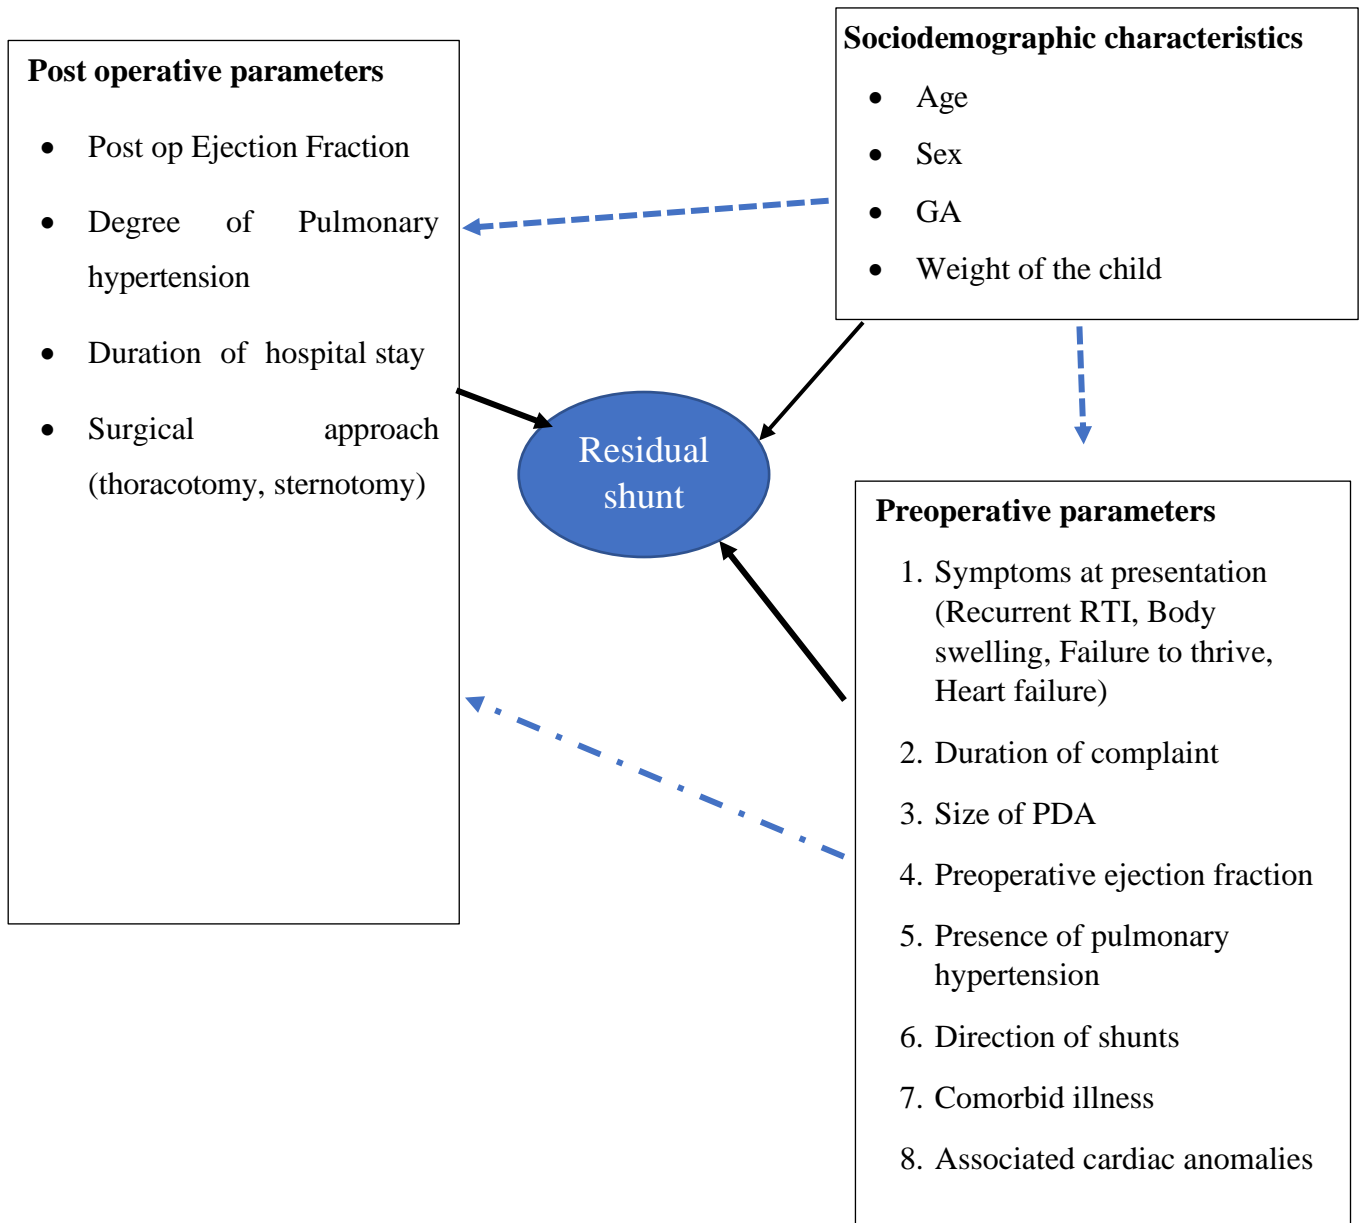 Post operative parameters
• Post op Ejection Fraction
• Degree of Pulmonary
hypertension
• Duration of hospital stay
• Surgical approach
(thoracotomy, sternotomy)
Sociodemographic characteristics
• Age
• Sex
• GA
• Weight of the child
Residual
shunt
Preoperative parameters
1. Symptoms at presentation
(Recurrent RTI, Body
swelling, Failure to thrive,
Heart failure)
2. Duration of complaint
3. Size of PDA
4. Preoperative ejection fraction
5. Presence of pulmonary
hypertension
6. Direction of shunts
7. Comorbid illness
8. Associated cardiac anomalies